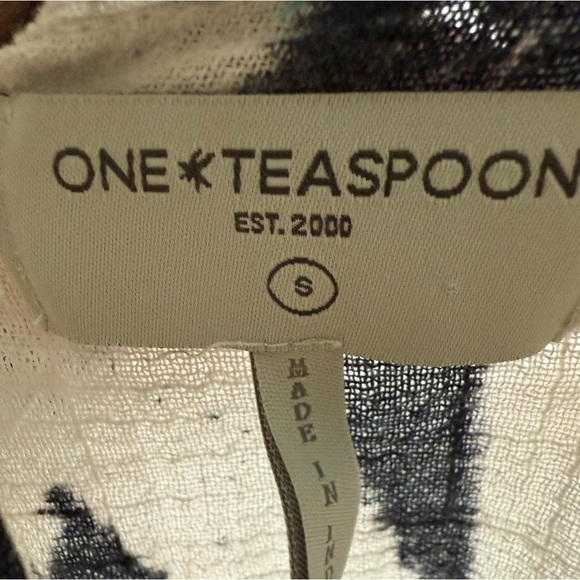 ONE*TEASPOON
EST. 2000
S
MADE IN